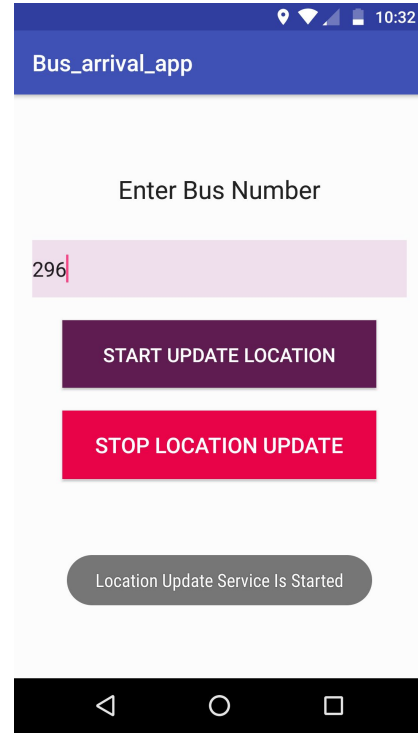 10:32
Bus_arrival_app
Enter Bus Number
296
START UPDATE LOCATION
STOP LOCATION UPDATE
Location Update Service Is Started